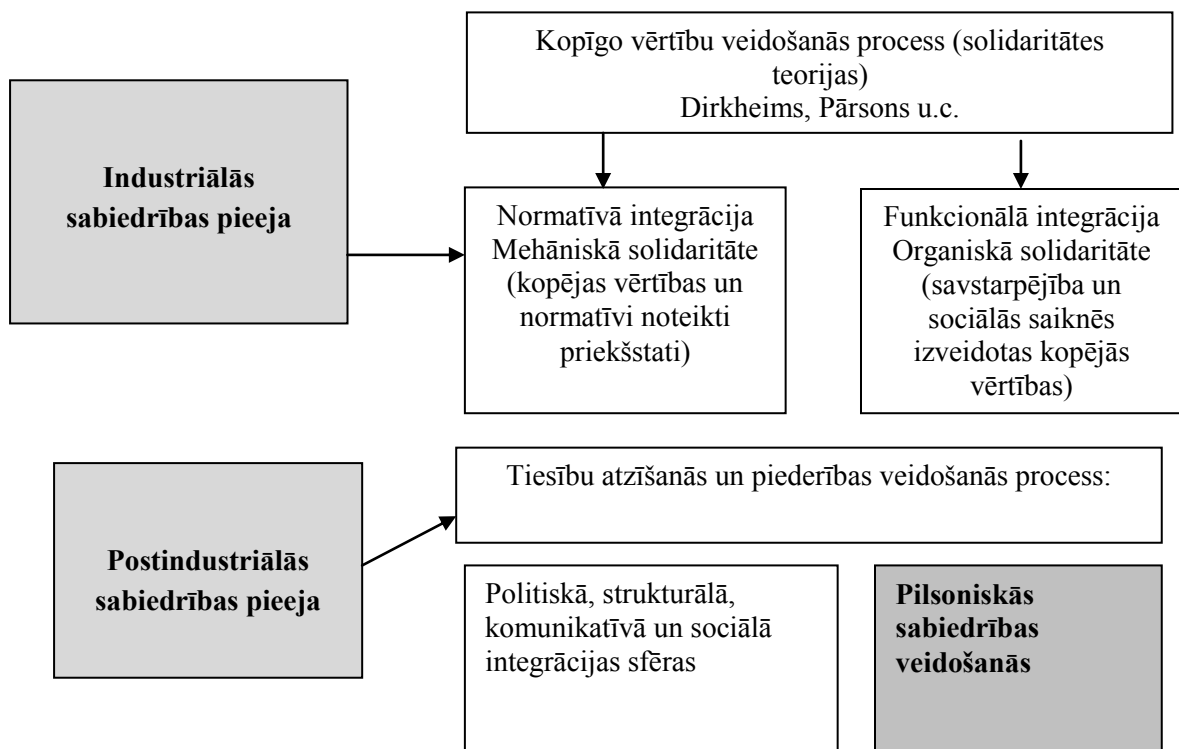 Kopīgo vērtību veidošanās process (solidaritātes
teorijas)
Dirkheims, Pārsons u.c.
Industriālās
sabiedrības pieeja
Normatīvā integrācija
Mehāniskā solidaritāte
(kopējas vērtības un
normatīvi noteikti
priekšstati)
Funkcionālā integrācija
Organiskā solidaritāte
(savstarpējība un
sociālās saiknēs
izveidotas kopējās
vērtības)
Tiesību atzīšanās un piederības veidošanās process:
Postindustriālās
sabiedrības pieeja
Politiskā, strukturālā,
komunikatīvā un sociālā
integrācijas sfēras
Pilsoniskās
sabiedrības
veidošanās